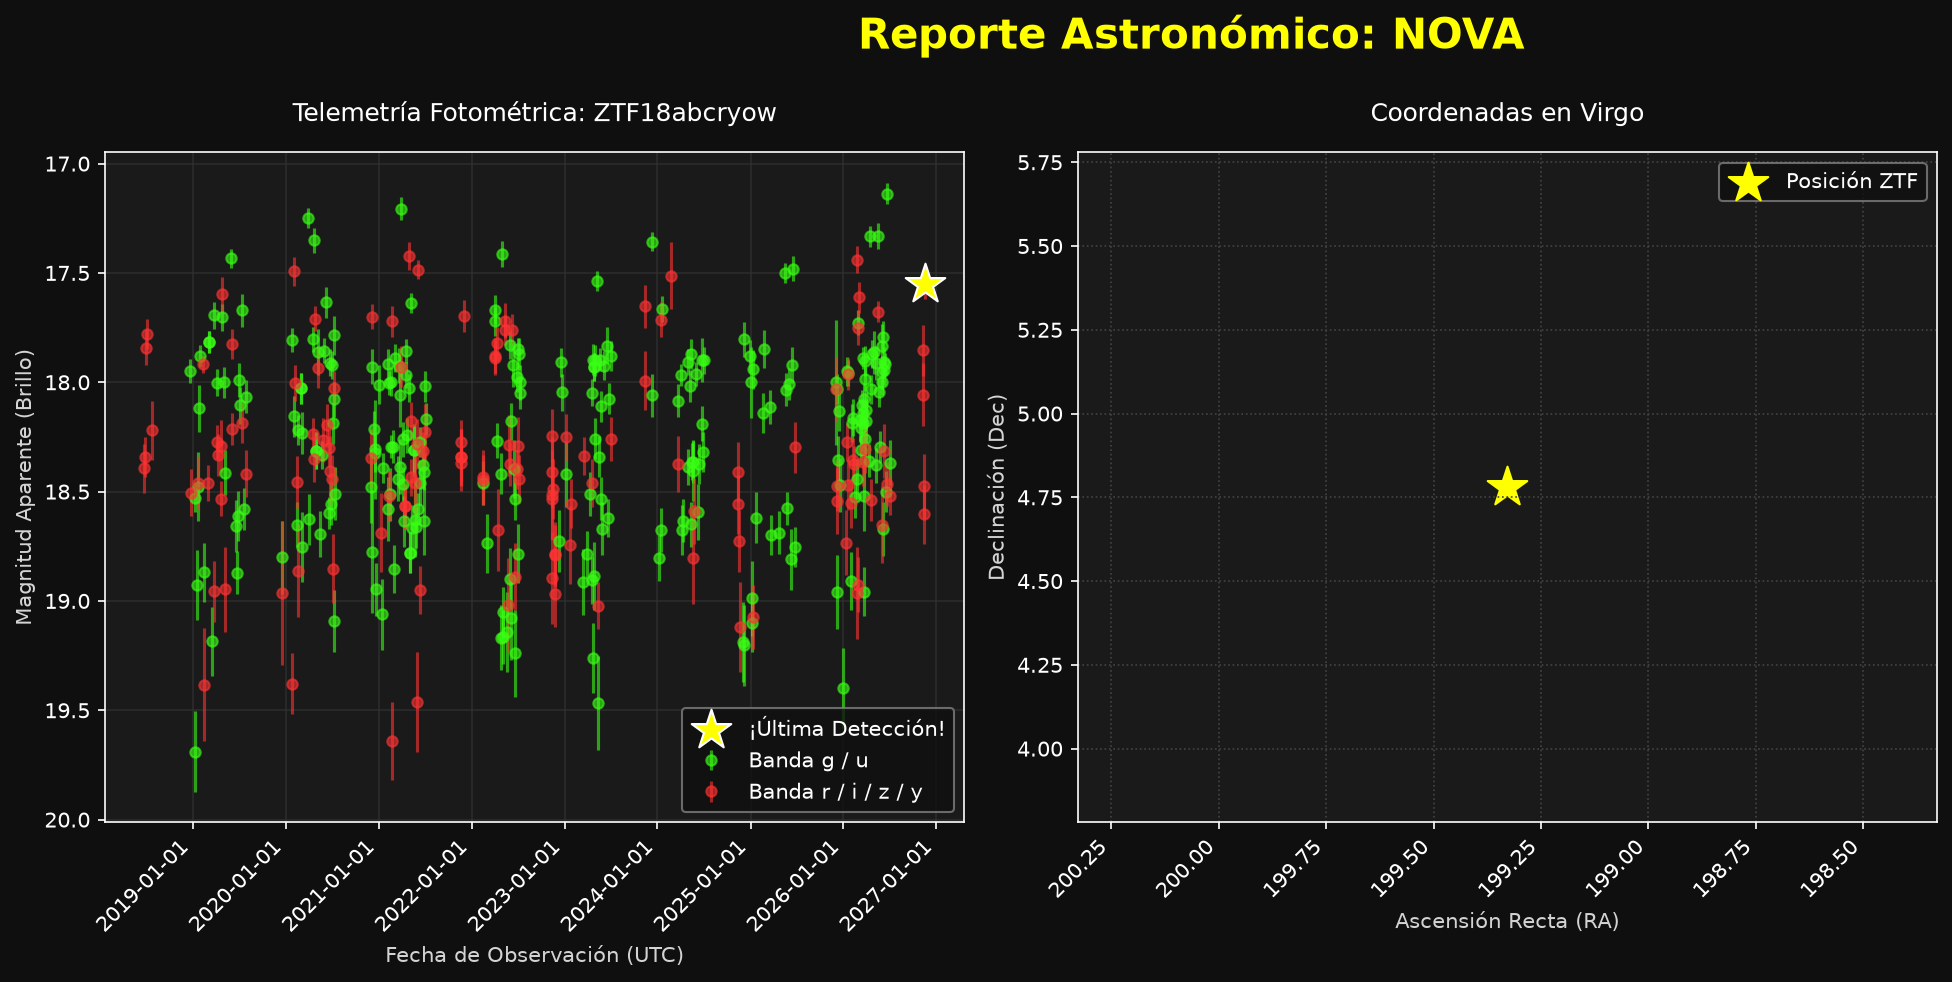 Reporte Astronómico: NOVA
Telemetría Fotométrica: ZTF18abcryow
Magnitud Aparente (Brillo)
17.0
17.5
18.0
18.5
19.0
19.5
20.0
¡Última Detección!
Banda g / u
Banda r / i / z / y
2019-01-01
2020-01-01
2021-01-01
2022-01-01
2023-01-01
2024-01-01
2025-01-01
2026-01-01
2027-01-01
Fecha de Observación (UTC)
Coordenadas en Virgo
Declinación (Dec)
5.75
5.50
5.25
5.00
4.75
4.50
4.25
4.00
Posición ZTF
200.25
200.00
199.75
199.50
199.25
199.00
198.75
198.50
Ascensión Recta (RA)